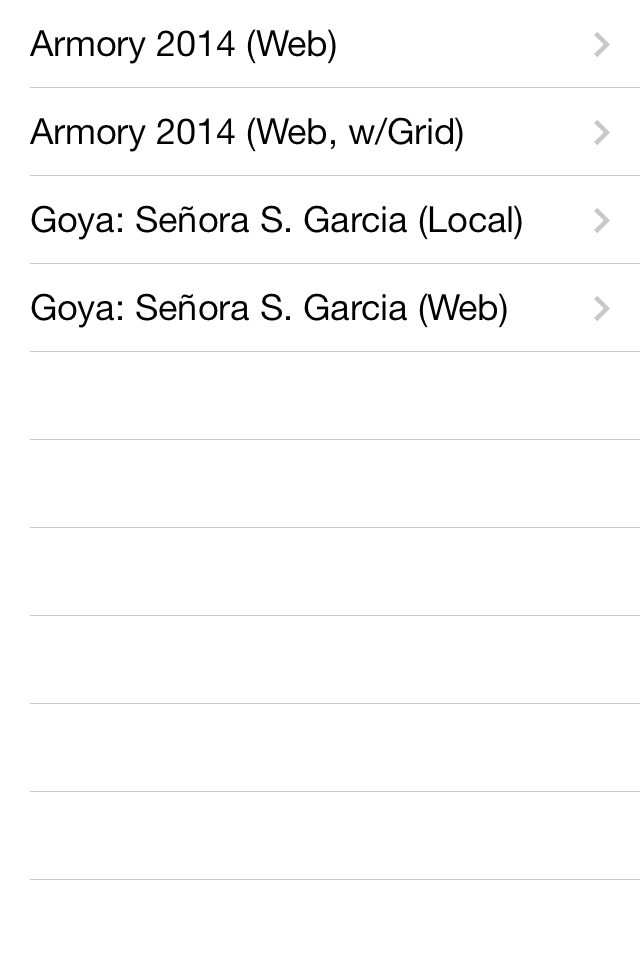 Armory 2014 (Web)
Armory 2014 (Web, w/Grid)
Goya: Señora S. Garcia (Local)
Goya: Señora S. Garcia (Web)